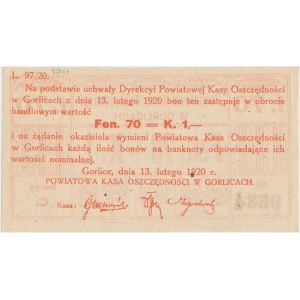 L. 97/20.
Na podstawie uchwały Dyrekcyi Powiatowej Kasy Oszczędności
w Gorlicach z dnia 13. lutego 1920 bon ten zastępuje w obrocie
handlowym wartość
Fen. 70 = K. 1,—
i na żądanie okaziciela wymieni Powiatowa Kasa Oszczędności
w Gorlicach każdą ilość bonów na banknoty odpowiadające ich
wartości nominalnej.
Gorlice, dnia 13. lutego 1920 r.
POWIATOWA KASA OSZCZĘDNOŚCI W GORLICACH.
Kasa: